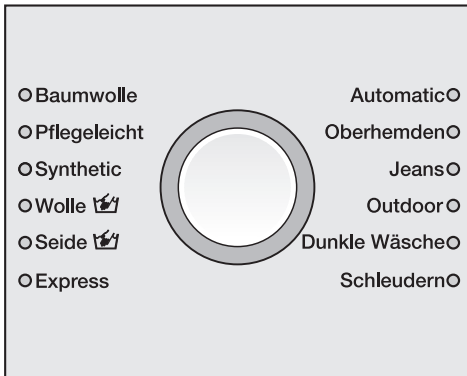 Baumwolle
Pflegeleicht
Synthetic
Wolle
Seide
Express
Automatic
Oberhemden
Jeans
Outdoor
Dunkle Wäsche
Schleudern